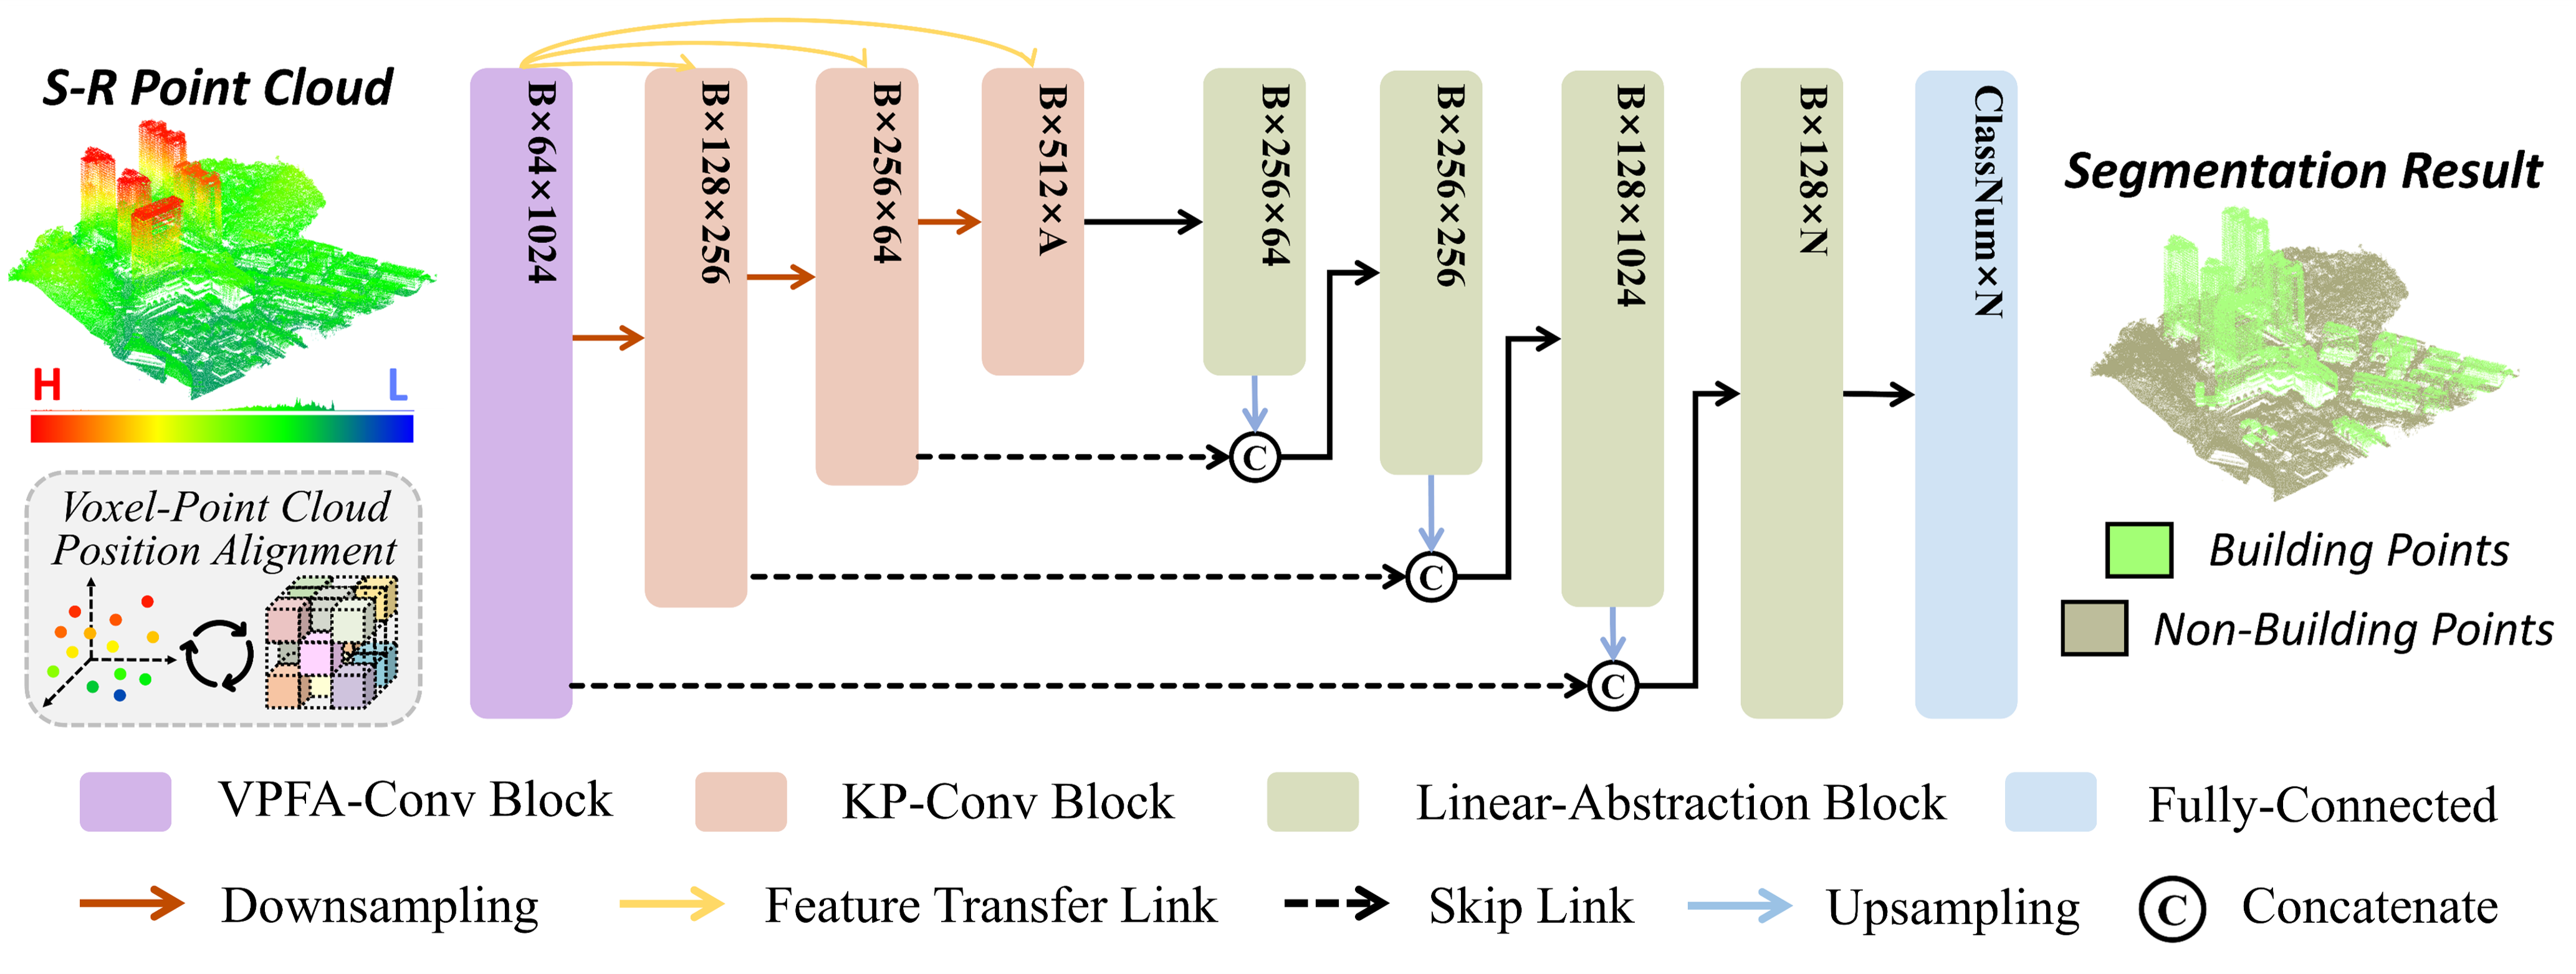 S-R Point Cloud
H
L
Voxel-Point Cloud
Position Alignment
B×64×1024
B×128×256
B×256×64
B×512×A
B×256×64
B×256×256
B×128×1024
B×128×N
ClassNum×N
C
C
C
Segmentation Result
Building Points
Non-Building Points
VPFA-Conv Block
KP-Conv Block
Linear-Abstraction Block
Fully-Connected
Downsampling
Feature Transfer Link
Skip Link
Upsampling
C
Concatenate